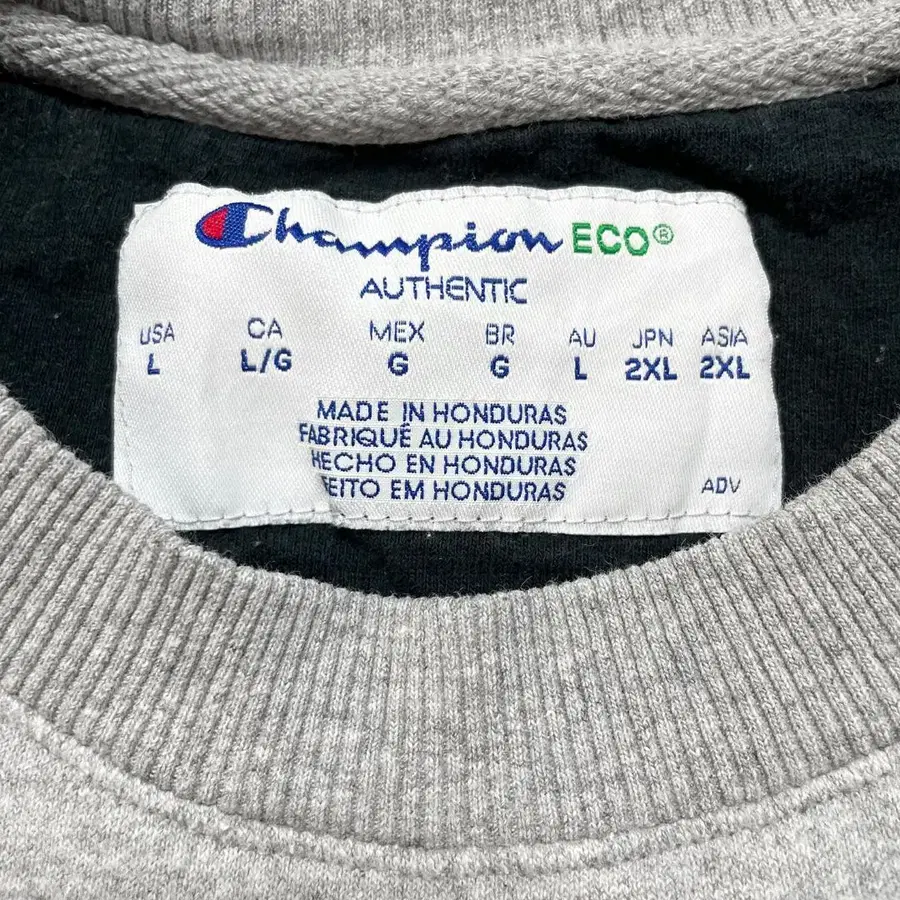 Champion ECO®
AUTHENTIC
USA CA MEX BR AU JPN ASIA
L L/G G G L 2XL 2XL
MADE IN HONDURAS
FABRIQUÉ AU HONDURAS
HECHO EN HONDURAS
FEITO EM HONDURAS
ADV